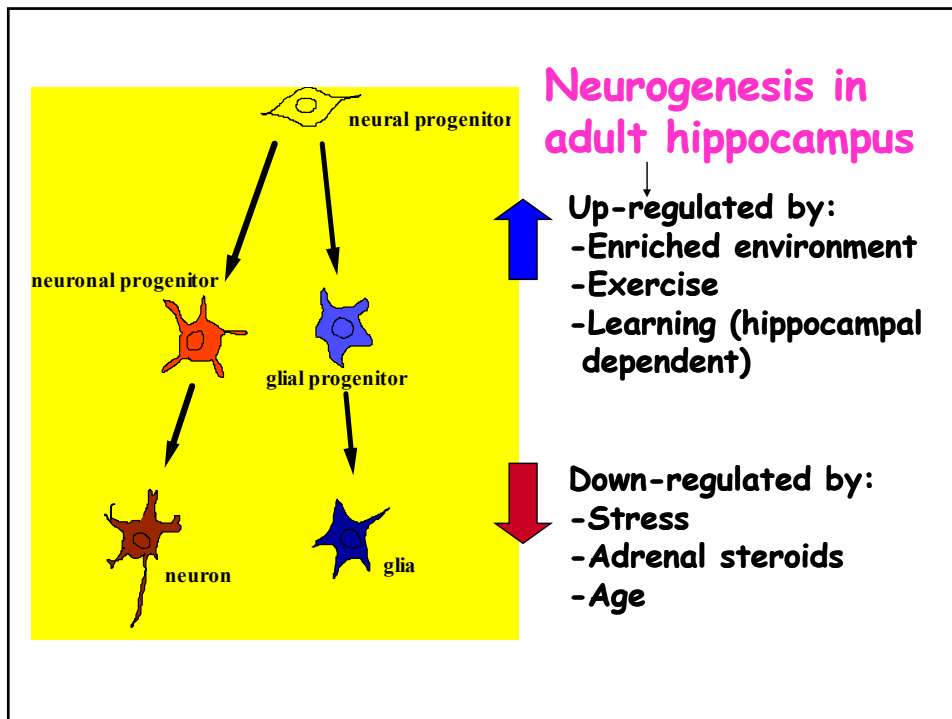 Neurogenesis in
adult hippocampus
neural progenitor
neuronal progenitor
glial progenitor
neuron
glia
Up-regulated by:
-Enriched environment
-Exercise
-Learning (hippocampal
dependent)
Down-regulated by:
-Stress
-Adrenal steroids
-Age